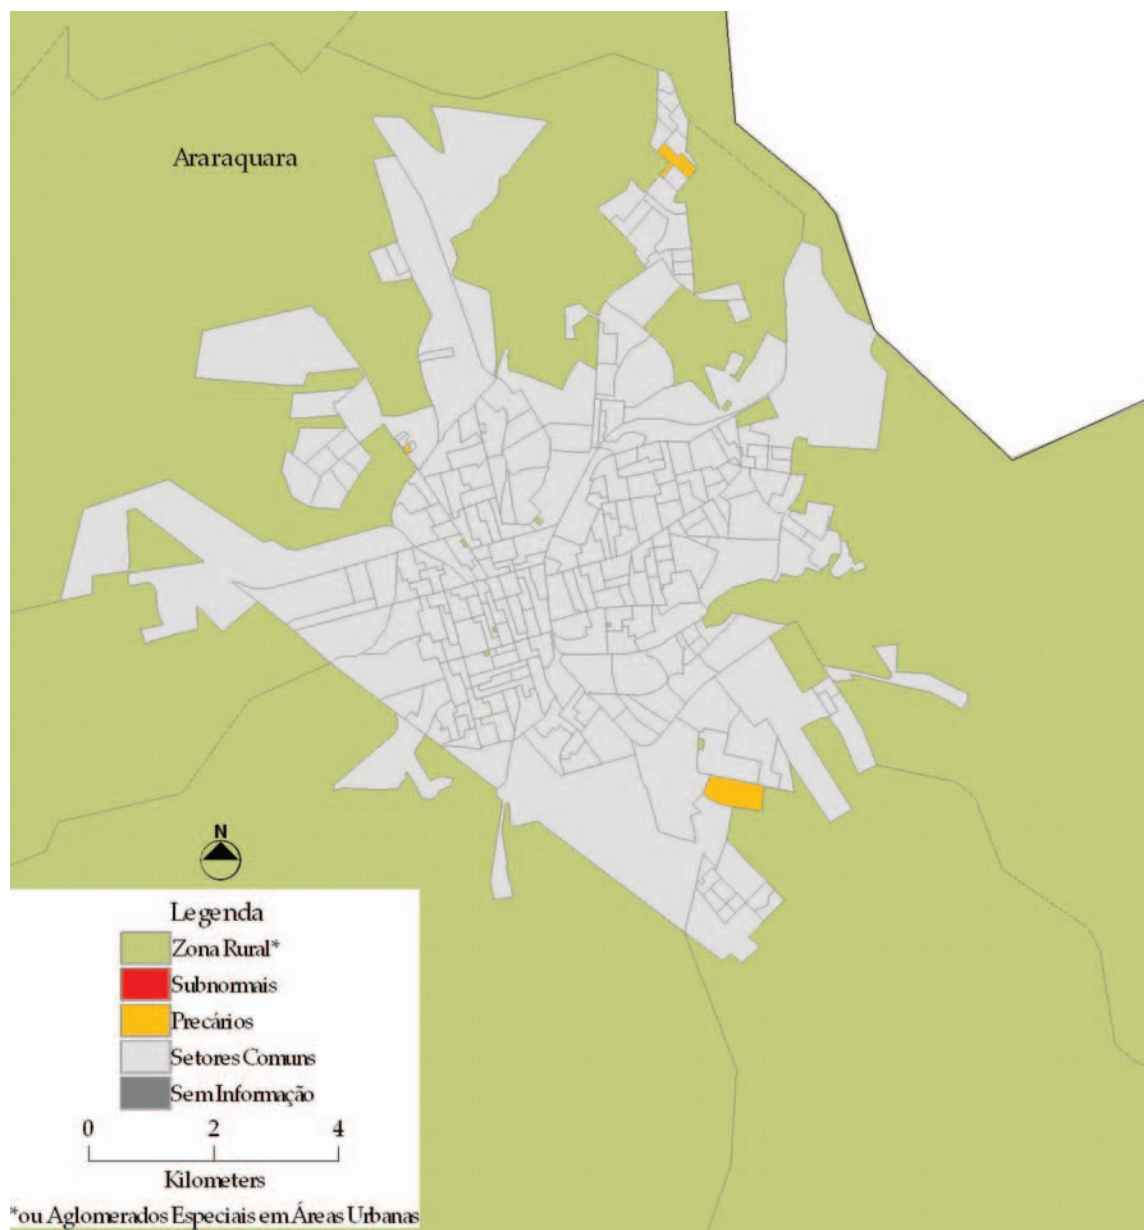 Araraquara
N
Legenda
Zona Rural*
Subnormais
Precários
Setores Comuns
Sem Informação
0 2 4
Kilometers
*ou Aglomerados Especiais em Áreas Urbanas